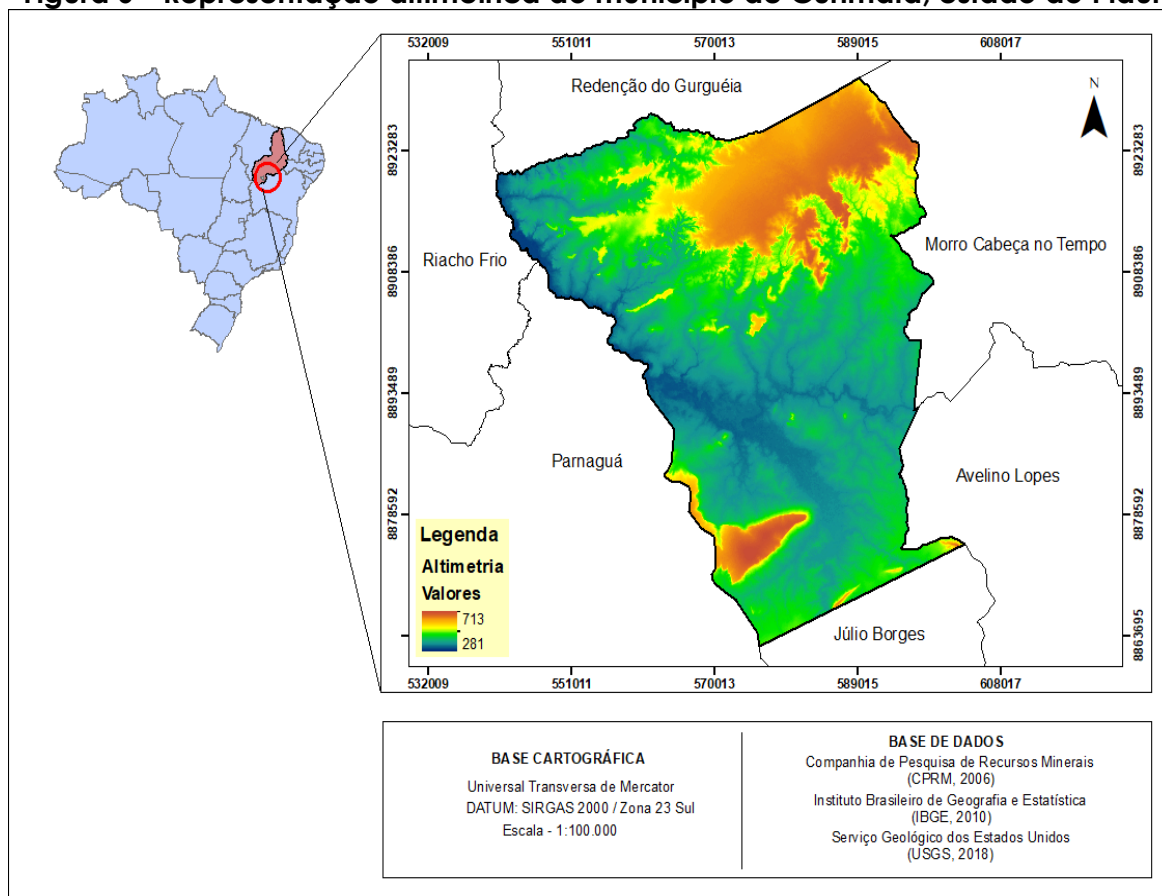 532009 551011 570013 589015 608017
Redenção do Gurguéia
N
8923283 8923283
Morro Cabeça no Tempo
Riacho Frio
8908386 8908386
8893489 8893489
Parnaguá
Avelino Lopes
8878592 8878592
Legenda
Altimetria
Valores
713
281
Júlio Borges
8863695 8863695
532009 551011 570013 589015 608017
BASE CARTOGRÁFICA
Universal Transversa de Mercator
DATUM: SIRGAS 2000 / Zona 23 Sul
Escala - 1:100.000
BASE DE DADOS
Companhia de Pesquisa de Recursos Minerais
(CPRM, 2006)
Instituto Brasileiro de Geografia e Estatística
(IBGE, 2010)
Serviço Geológico dos Estados Unidos
(USGS, 2018)